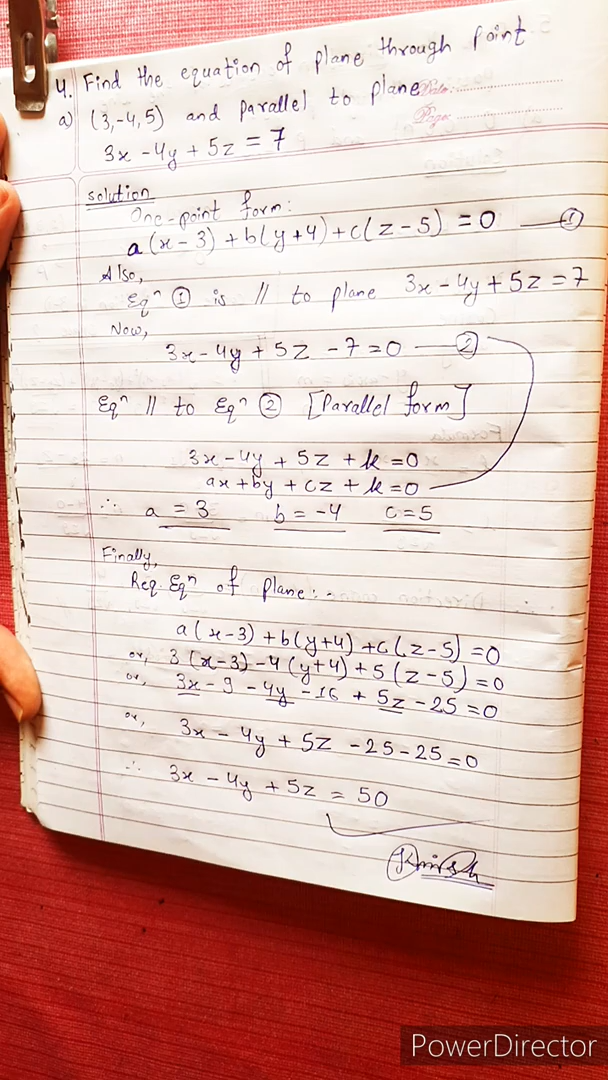 4. Find the equation of plane through point
a) (3,-4,5) and parallel to plane
Date:
Page:
3x - 4y + 5z = 7
solution
One-point form:
a(x - 3) + b(y + 4) + c(z - 5) = 0 — ①
Also,
Eqⁿ ① is // to plane 3x - 4y + 5z = 7
Now,
3x - 4y + 5z - 7 = 0 — ②
Eqⁿ // to Eqⁿ ② [Parallel form]
3x - 4y + 5z + k = 0
ax + by + cz + k = 0
∴ a = 3 b = -4 c = 5
Finally,
Req. Eqⁿ of plane:-
a(x-3) + b(y+4) + c(z-5) = 0
or, 3(x-3) - 4(y+4) + 5(z-5) = 0
or, 3x - 9 - 4y - 16 + 5z - 25 = 0
or, 3x - 4y + 5z - 25 - 25 = 0
∴ 3x - 4y + 5z = 50
PowerDirector